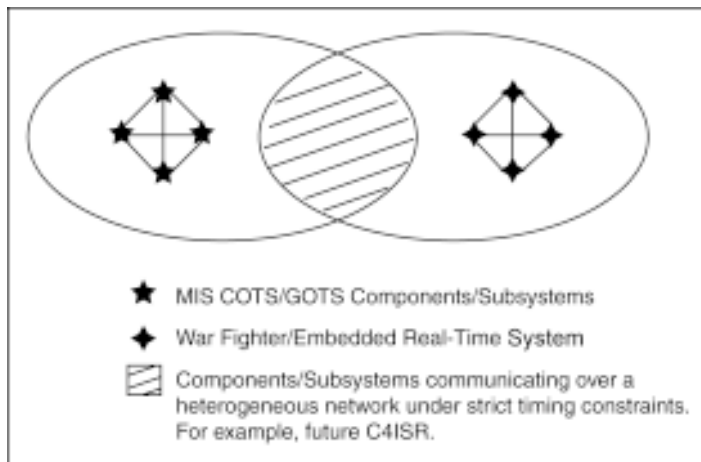 MIS COTS/GOTS Components/Subsystems
War Fighter/Embedded Real-Time System
Components/Subsystems communicating over a
heterogeneous network under strict timing constraints.
For example, future C4ISR.